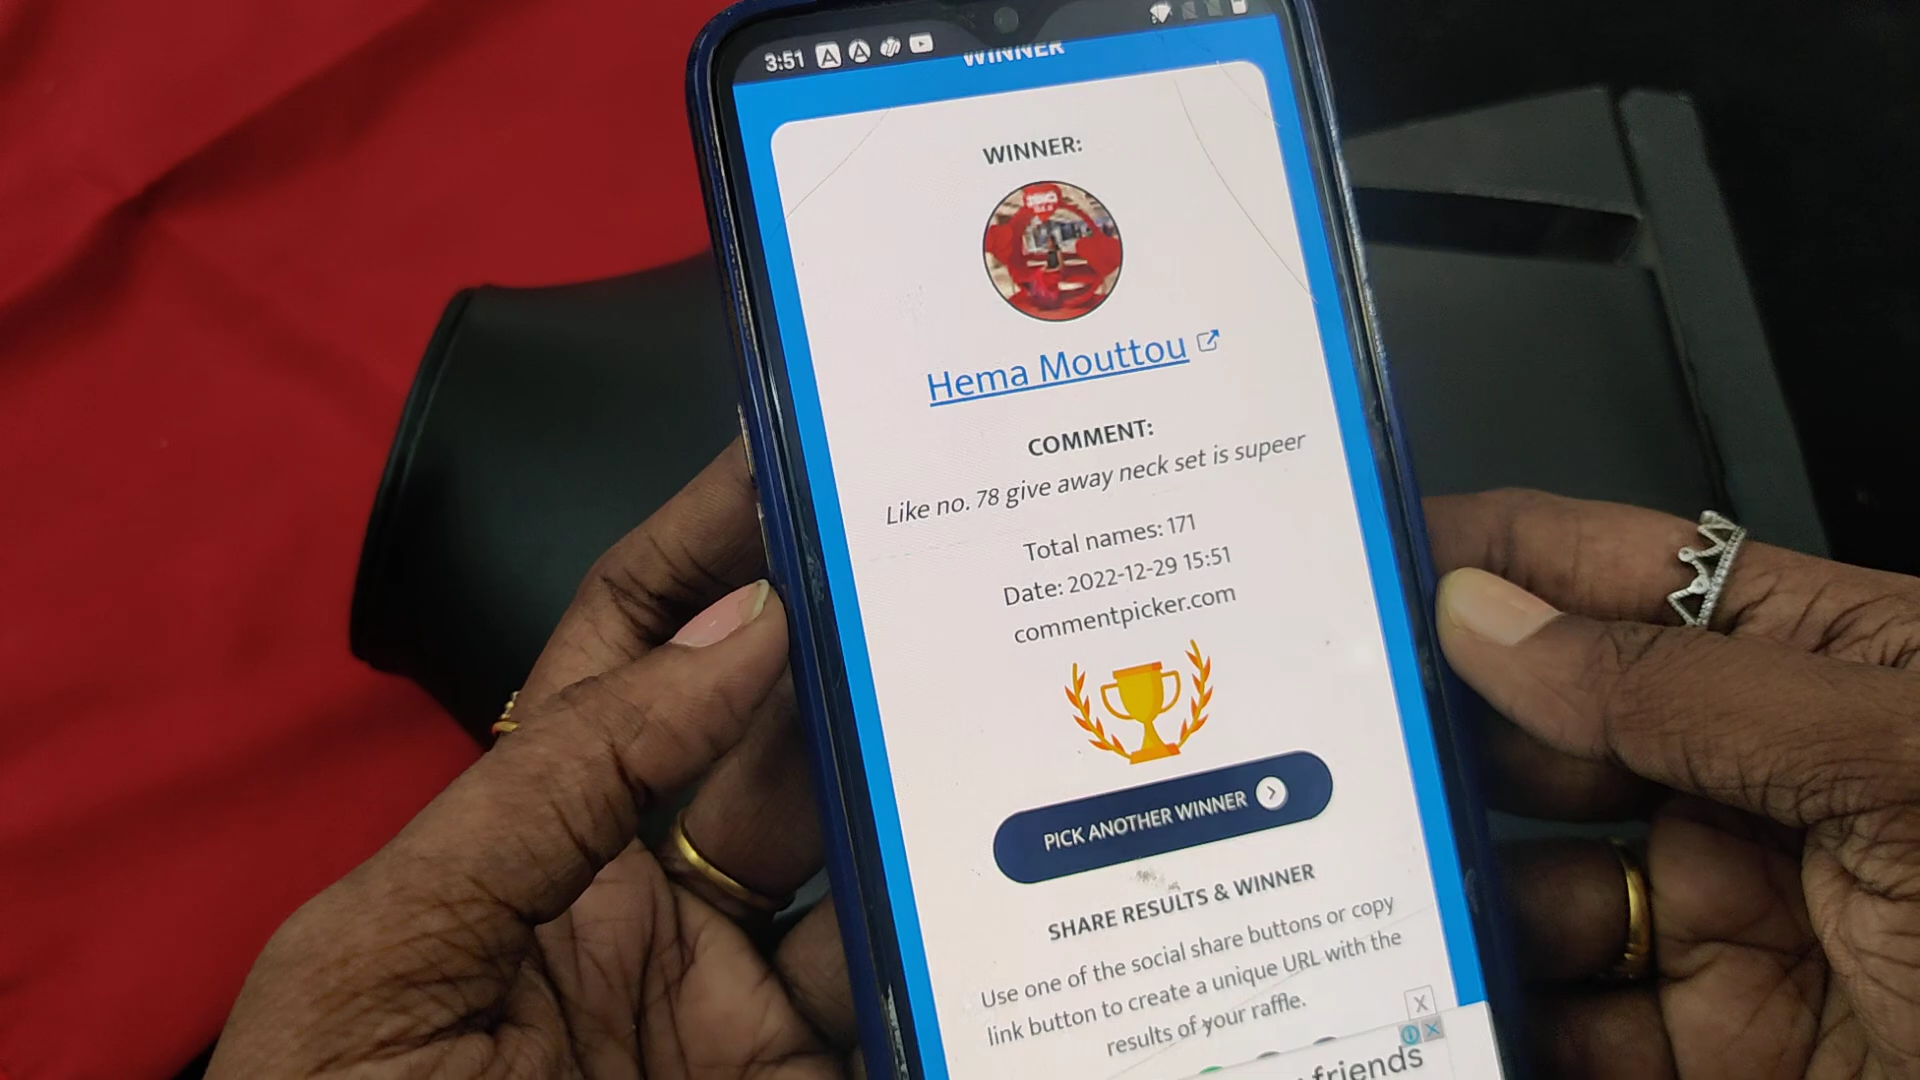 3:51
WINNER
WINNER:
Hema Mouttou
COMMENT:
Like no. 78 give away neck set is supeer
Total names: 171
Date: 2022-12-29 15:51
commentpicker.com
PICK ANOTHER WINNER
SHARE RESULTS & WINNER
Use one of the social share buttons or copy
link button to create a unique URL with the
results of your raffle.
friends